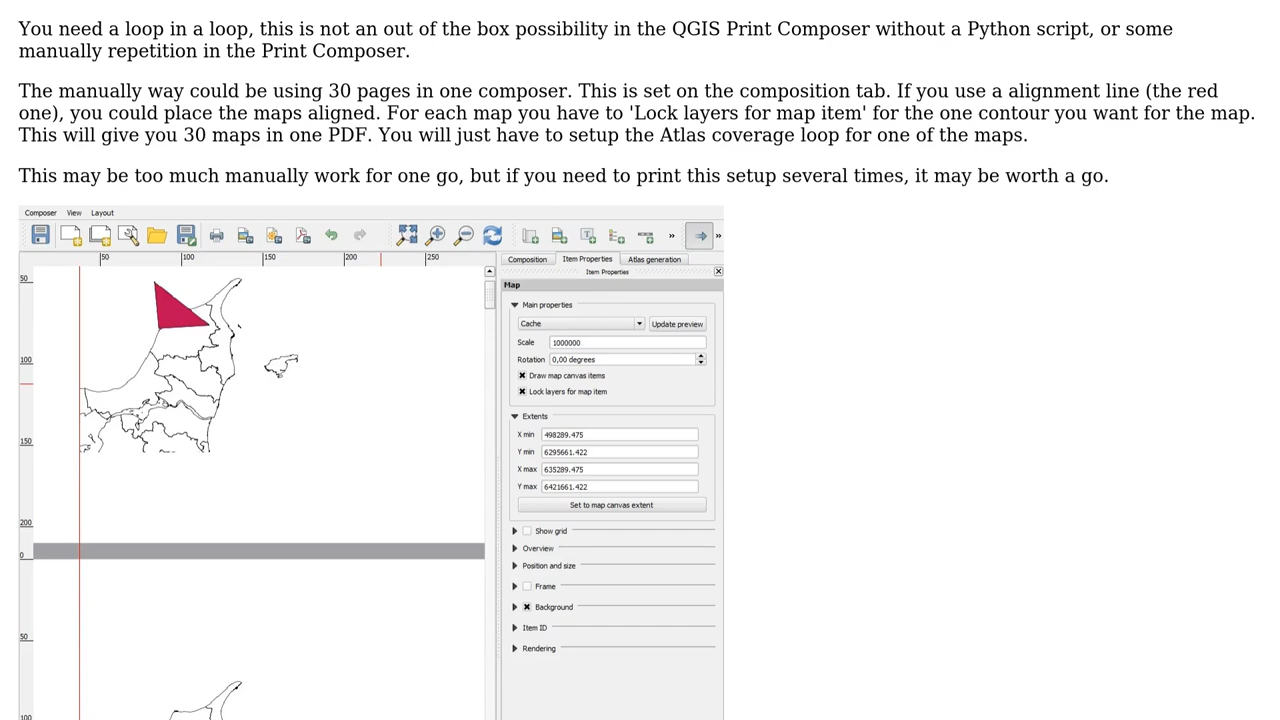 You need a loop in a loop, this is not an out of the box possibility in the QGIS Print Composer without a Python script, or some
manually repetition in the Print Composer.
The manually way could be using 30 pages in one composer. This is set on the composition tab. If you use a alignment line (the red
one), you could place the maps aligned. For each map you have to 'Lock layers for map item' for the one contour you want for the map.
This will give you 30 maps in one PDF. You will just have to setup the Atlas coverage loop for one of the maps.
This may be too much manually work for one go, but if you need to print this setup several times, it may be worth a go.
Composer View Layout
» »
50 100 150 200 250
Composition Item Properties Atlas generation
Item Properties
Map
Main properties
Cache Update preview
Scale 1000000
Rotation 0,00 degrees
Draw map canvas items
Lock layers for map item
Extents
X min 498289.475
Y min 6295661.422
X max 635289.475
Y max 6421661.422
Set to map canvas extent
Show grid
Overview
Position and size
Frame
Background
Item ID
Rendering
50
100
150
200
0
50
100